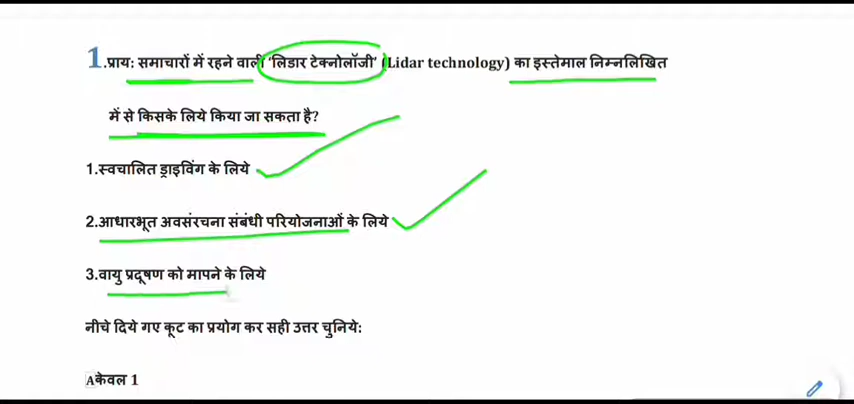 1.प्राय: समाचारों में रहने वाली 'लिडार टेक्नोलॉजी' (Lidar technology) का इस्तेमाल निम्नलिखित
में से किसके लिये किया जा सकता है?
1.स्वचालित ड्राइविंग के लिये
2.आधारभूत अवसंरचना संबंधी परियोजनाओं के लिये
3.वायु प्रदूषण को मापने के लिये
नीचे दिये गए कूट का प्रयोग कर सही उत्तर चुनिये:
Aकेवल 1